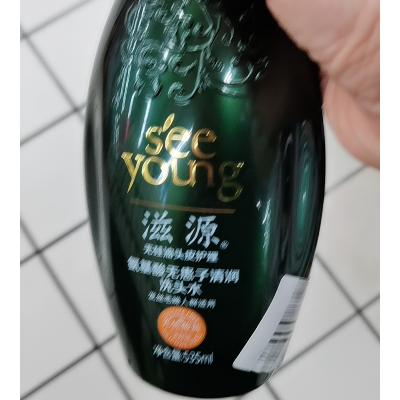 see
young
滋源®
无硅油头皮护理
氨基酸无患子清润
洗头水
净含量:535ml